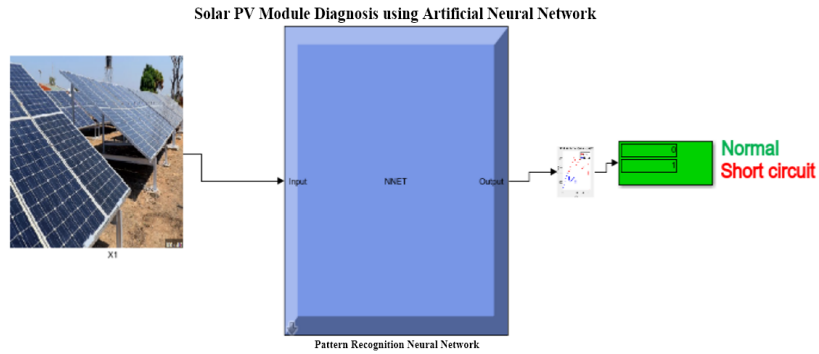 Solar PV Module Diagnosis using Artificial Neural Network
X1
Input
NNET
Output
0
1
Normal
Short circuit
Pattern Recognition Neural Network